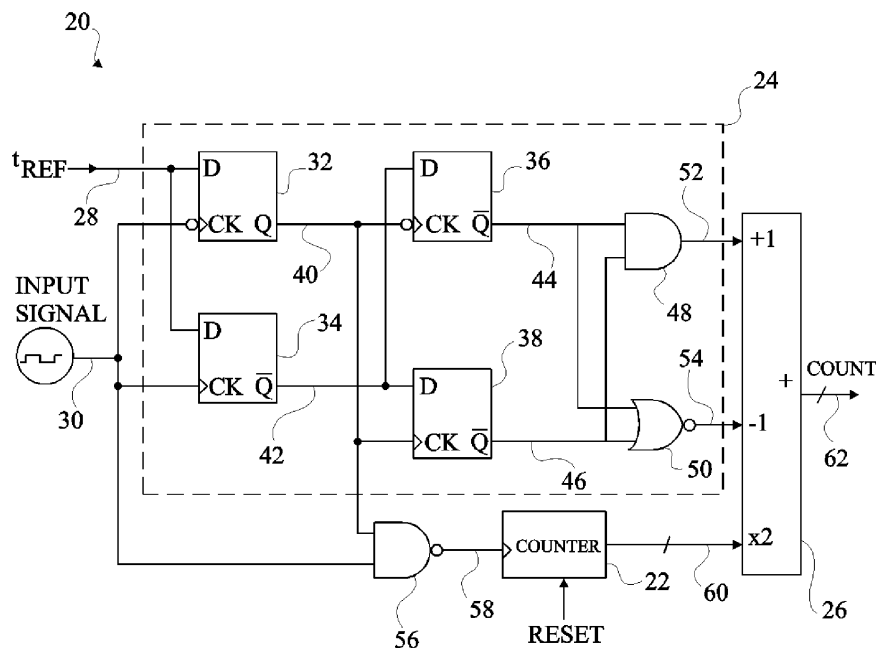 20
24
tREF
28
D
32
CK Q
40
D
36
CK Q̅
44
52
+1
48
INPUT
SIGNAL
30
D
34
CK Q̅
42
D
38
CK Q̅
46
54
-1
50
+
COUNT
62
56
58
COUNTER
22
60
x2
26
RESET